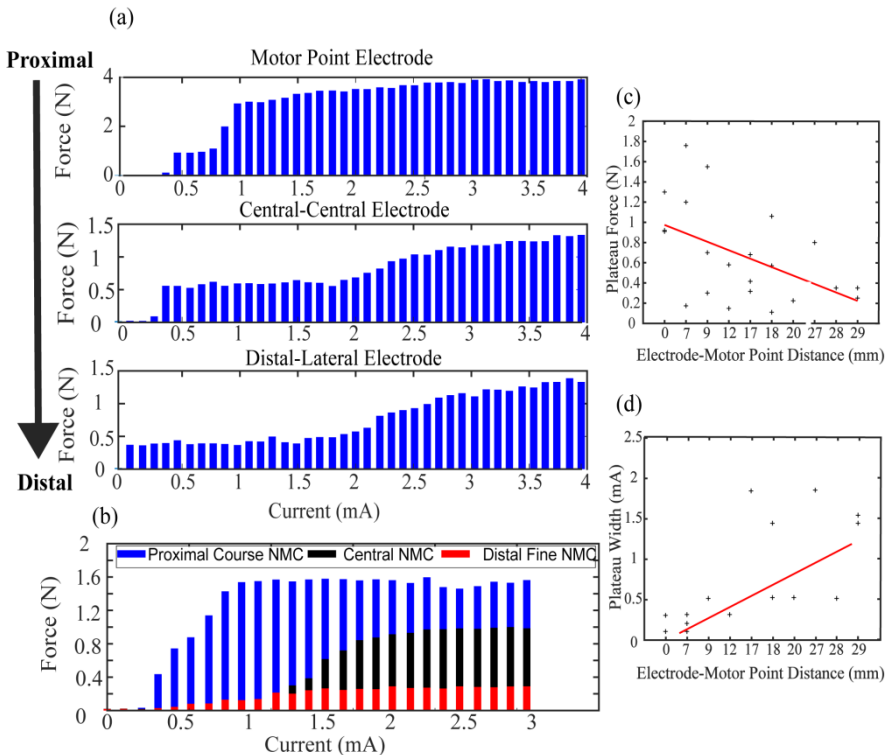 (a)
Proximal
Distal
Motor Point Electrode
Force (N)
4
2
0
0 0.5 1 1.5 2 2.5 3 3.5 4
Central-Central Electrode
Force (N)
1.5
1
0.5
0
0 0.5 1 1.5 2 2.5 3 3.5 4
Distal-Lateral Electrode
Force (N)
1.5
1
0.5
0
0 0.5 1 1.5 2 2.5 3 3.5 4
Current (mA)
(b)
Proximal Course NMC Central NMC Distal Fine NMC
Force (N)
2
1.6
1.2
0.8
0.4
0
0 0.5 1 1.5 2 2.5 3
Current (mA)
(c)
Plateau Force (N)
2
1.8
1.6
1.4
1.2
1
0.8
0.6
0.4
0.2
0
0 7 9 12 17 18 20 27 28 29
Electrode-Motor Point Distance (mm)
(d)
Plateau Width (mA)
2.5
2
1.5
1
0.5
0
0 7 9 12 17 18 20 27 28 29
Electrode-Motor Point Distance (mm)